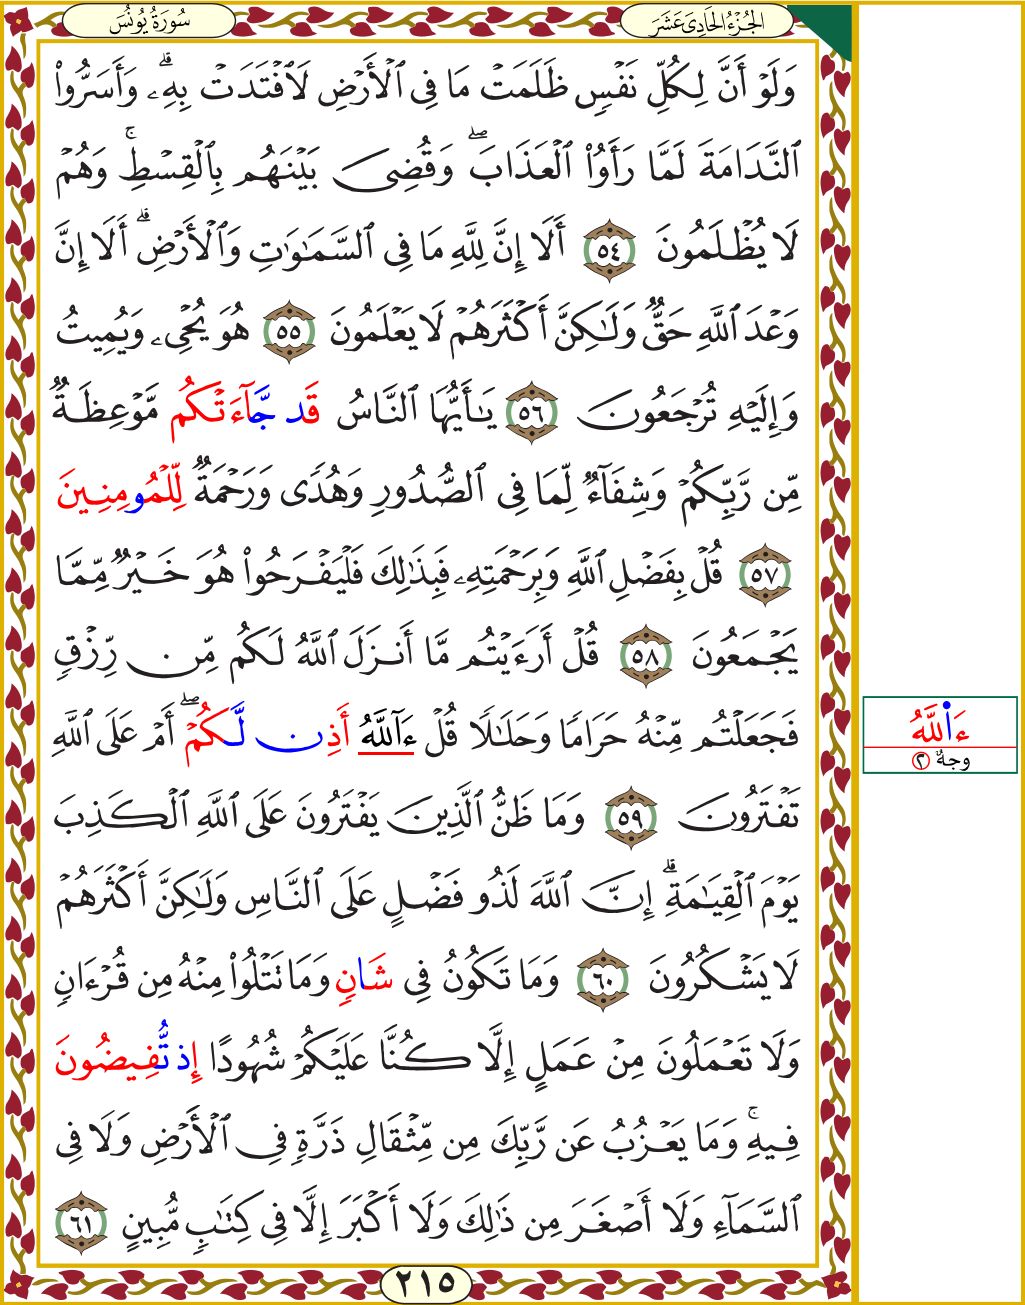 الجُزْءُ الحَادِىَ عَشَرَ
سُورَةُ يُونُسَ
وَلَوْ أَنَّ لِكُلِّ نَفْسٍ ظَلَمَتْ مَا فِى ٱلْأَرْضِ لَٱفْتَدَتْ بِهِۦۗ وَأَسَرُّوا۟
ٱلنَّدَامَةَ لَمَّا رَأَوُا۟ ٱلْعَذَابَۖ وَقُضِىَ بَيْنَهُم بِٱلْقِسْطِۚ وَهُمْ
لَا يُظْلَمُونَ ٥٤ أَلَا إِنَّ لِلَّهِ مَا فِى ٱلسَّمَٰوَٰتِ وَٱلْأَرْضِۗ أَلَا إِنَّ
وَعْدَ ٱللَّهِ حَقٌّ وَلَٰكِنَّ أَكْثَرَهُمْ لَا يَعْلَمُونَ ٥٥ هُوَ يُحْىِۦ وَيُمِيتُ
وَإِلَيْهِ تُرْجَعُونَ ٥٦ يَٰأَيُّهَا ٱلنَّاسُ قَد جَّآءَتْكُم مَّوْعِظَةٌ
مِّن رَّبِّكُمْ وَشِفَآءٌ لِّمَا فِى ٱلصُّدُورِ وَهُدًى وَرَحْمَةٌ لِّلْمُومِنِينَ
٥٧ قُلْ بِفَضْلِ ٱللَّهِ وَبِرَحْمَتِهِۦ فَبِذَٰلِكَ فَلْيَفْرَحُوا۟ هُوَ خَيْرٌ مِّمَّا
يَجْمَعُونَ ٥٨ قُلْ أَرَءَيْتُم مَّا أَنزَلَ ٱللَّهُ لَكُم مِّن رِّزْقٍ
فَجَعَلْتُم مِّنْهُ حَرَامًا وَحَلَٰلًا قُلْ ءَآللَّهُ أَذِن لَّكُمْۖ أَمْ عَلَى ٱللَّهِ
تَفْتَرُونَ ٥٩ وَمَا ظَنُّ ٱلَّذِينَ يَفْتَرُونَ عَلَى ٱللَّهِ ٱلْكَذِبَ
يَوْمَ ٱلْقِيَٰمَةِۗ إِنَّ ٱللَّهَ لَذُو فَضْلٍ عَلَى ٱلنَّاسِ وَلَٰكِنَّ أَكْثَرَهُمْ
لَا يَشْكُرُونَ ٦٠ وَمَا تَكُونُ فِى شَانٍ وَمَا تَتْلُوا۟ مِنْهُ مِن قُرْءَانٍ
وَلَا تَعْمَلُونَ مِنْ عَمَلٍ إِلَّا كُنَّا عَلَيْكُمْ شُهُودًا إِذ تُّفِيضُونَ
فِيهِۚ وَمَا يَعْزُبُ عَن رَّبِّكَ مِن مِّثْقَالِ ذَرَّةٍ فِى ٱلْأَرْضِ وَلَا فِى
ٱلسَّمَآءِ وَلَا أَصْغَرَ مِن ذَٰلِكَ وَلَا أَكْبَرَ إِلَّا فِى كِتَٰبٍ مُّبِينٍ ٦١
ءَاْللَّهُ
وجهٌ ٢
٢١٥